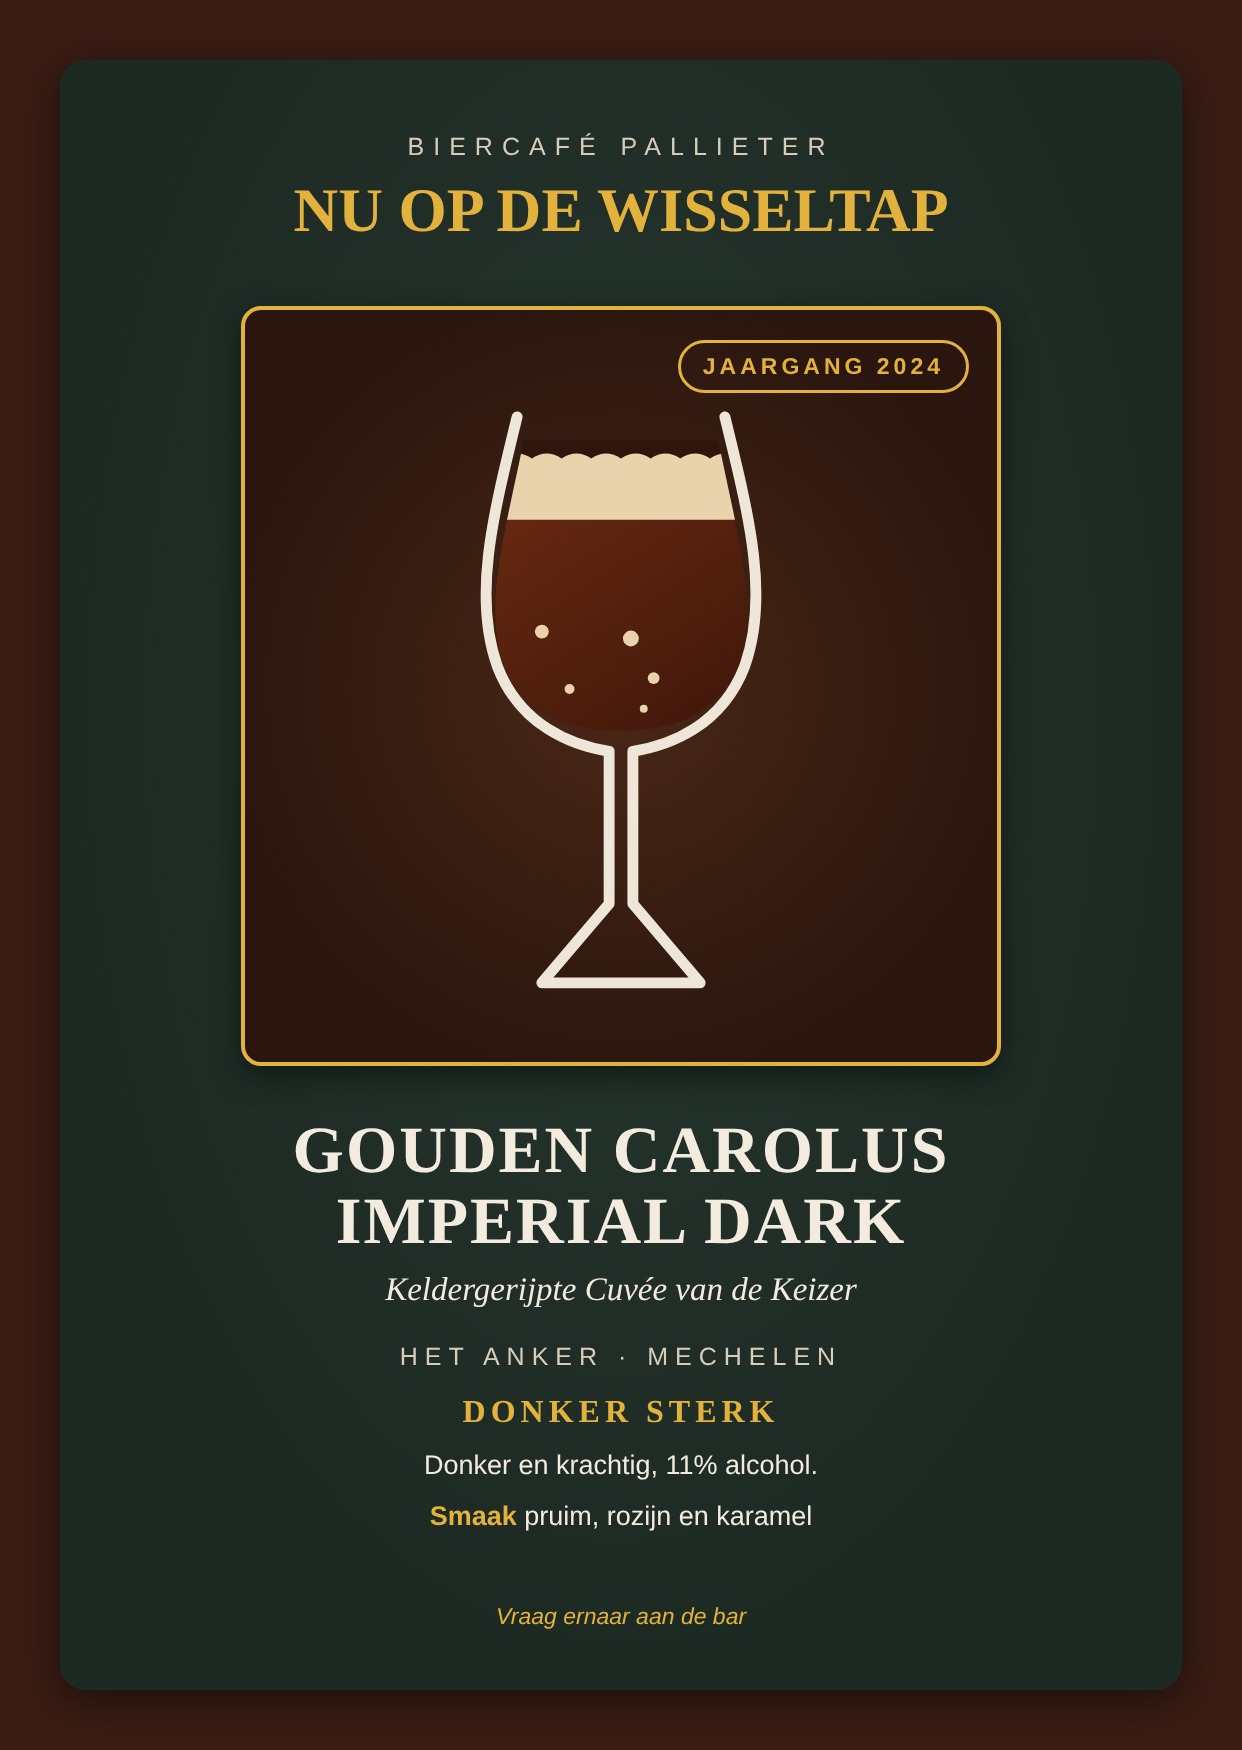 BIERCAFÉ PALLIETER
NU OP DE WISSELTAP
JAARGANG 2024
GOUDEN CAROLUS
IMPERIAL DARK
Keldergerijpte Cuvée van de Keizer
HET ANKER · MECHELEN
DONKER STERK
Donker en krachtig, 11% alcohol.
Smaak pruim, rozijn en karamel
Vraag ernaar aan de bar